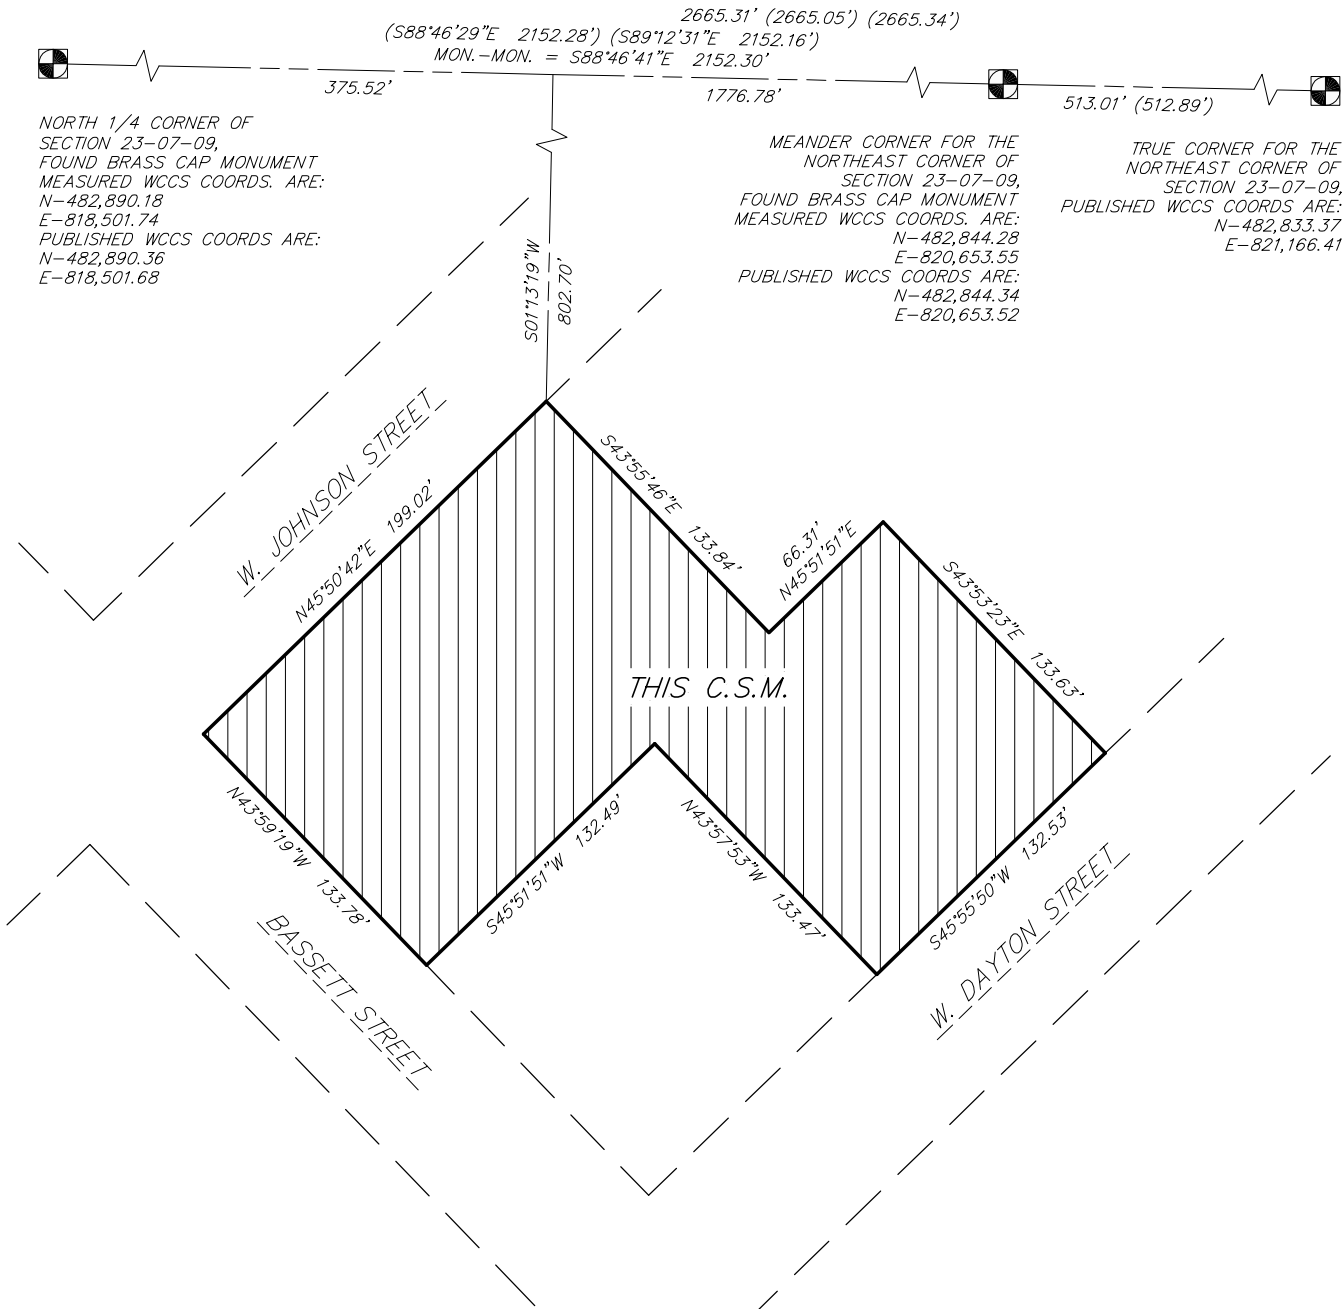 2665.31' (2665.05') (2665.34')
(S88°46'29"E 2152.28') (S89°12'31"E 2152.16')
MON.-MON. = S88°46'41"E 2152.30'
375.52'
1776.78'
513.01' (512.89')
NORTH 1/4 CORNER OF
SECTION 23-07-09,
FOUND BRASS CAP MONUMENT
MEASURED WCCS COORDS. ARE:
N-482,890.18
E-818,501.74
PUBLISHED WCCS COORDS ARE:
N-482,890.36
E-818,501.68
MEANDER CORNER FOR THE
NORTHEAST CORNER OF
SECTION 23-07-09,
FOUND BRASS CAP MONUMENT
MEASURED WCCS COORDS. ARE:
N-482,844.28
E-820,653.55
PUBLISHED WCCS COORDS ARE:
N-482,844.34
E-820,653.52
TRUE CORNER FOR THE
NORTHEAST CORNER OF
SECTION 23-07-09,
PUBLISHED WCCS COORDS ARE:
N-482,833.37
E-821,166.41
S01°13'19"W
802.70'
W. JOHNSON STREET
N45°50'42"E 199.02'
S43°55'46"E 133.84'
66.31'
N45°51'51"E
S43°53'23"E 133.63'
THIS C.S.M.
N43°59'19"W 133.78'
S45°51'51"W 132.49'
N43°57'53"W 133.47'
S45°55'50"W 132.53'
BASSETT STREET
W. DAYTON STREET